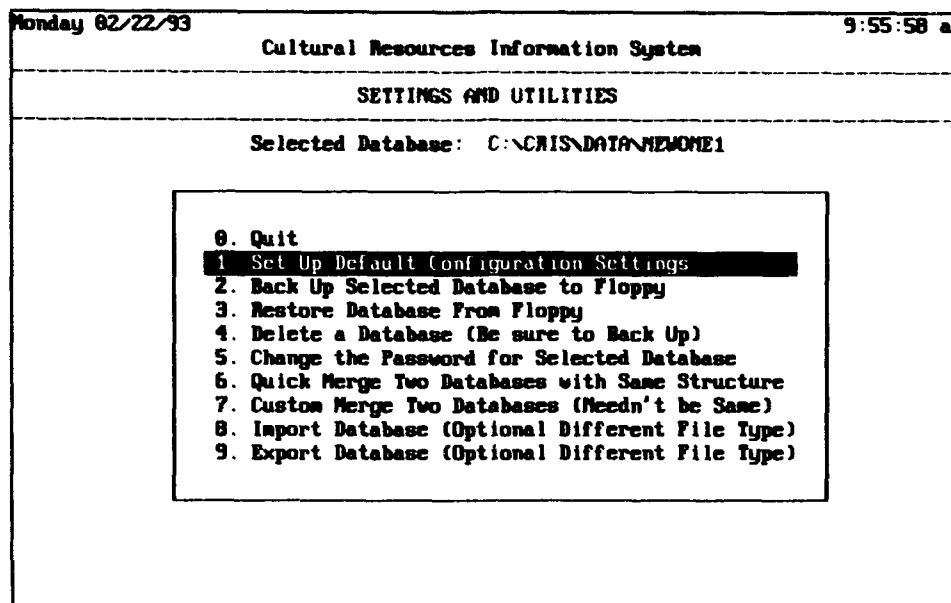 Monday 02/22/93 9:55:58 a
Cultural Resources Information System
SETTINGS AND UTILITIES
Selected Database: C:\CRIS\DATA\NEWONE1
0. Quit
1 Set Up Default Configuration Settings
2. Back Up Selected Database to Floppy
3. Restore Database From Floppy
4. Delete a Database (Be sure to Back Up)
5. Change the Password for Selected Database
6. Quick Merge Two Databases with Same Structure
7. Custom Merge Two Databases (Needn't be Same)
8. Import Database (Optional Different File Type)
9. Export Database (Optional Different File Type)